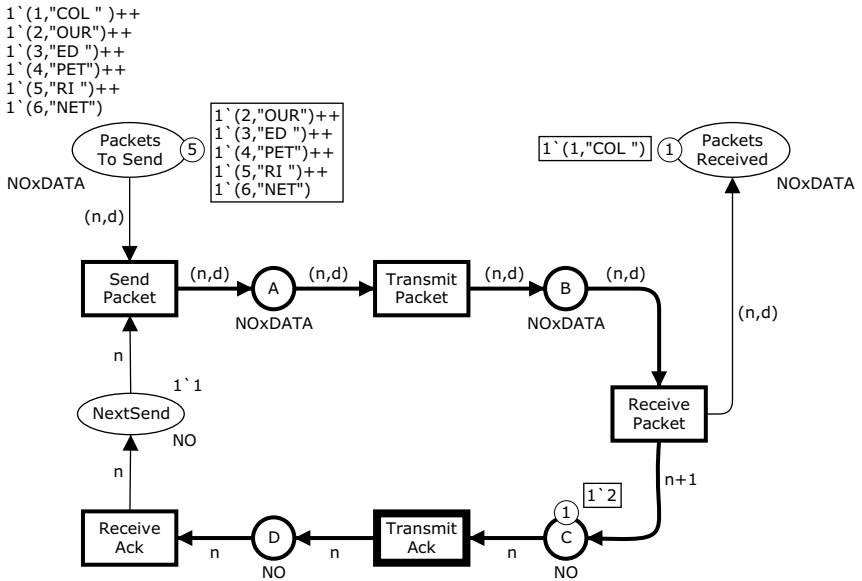 1`(1,"COL " )++
1`(2,"OUR")++
1`(3,"ED ")++
1`(4,"PET")++
1`(5,"RI ")++
1`(6,"NET")
Packets
To Send
5
1`(2,"OUR")++
1`(3,"ED ")++
1`(4,"PET")++
1`(5,"RI ")++
1`(6,"NET")
NOxDATA
1`(1,"COL ")
1
Packets
Received
NOxDATA
(n,d)
Send
Packet
(n,d)
A
NOxDATA
(n,d)
Transmit
Packet
(n,d)
B
NOxDATA
(n,d)
(n,d)
n
1`1
NextSend
NO
Receive
Packet
n
n+1
1`2
1
Receive
Ack
n
D
NO
n
Transmit
Ack
n
C
NO